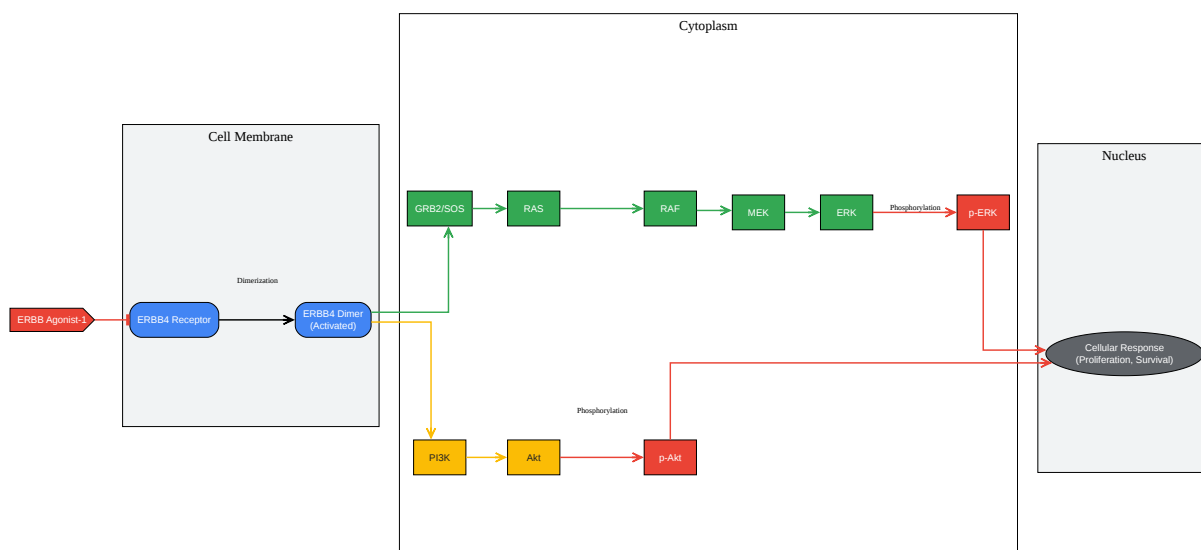 Cytoplasm
Cell Membrane
Nucleus
GRB2/SOS
RAS
RAF
MEK
ERK
Phosphorylation
p-ERK
Dimerization
ERBB Agonist-1
ERBB4 Receptor
ERBB4 Dimer
(Activated)
Cellular Response
(Proliferation, Survival)
Phosphorylation
PI3K
Akt
p-Akt